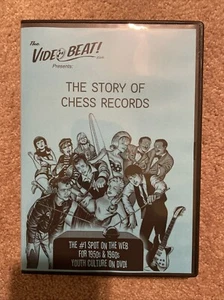 The
VIDEO BEAT!
Presents:
THE STORY OF
CHESS RECORDS
THE #1 SPOT ON THE WEB
FOR 1950s & 1960s
YOUTH CULTURE ON DVD!